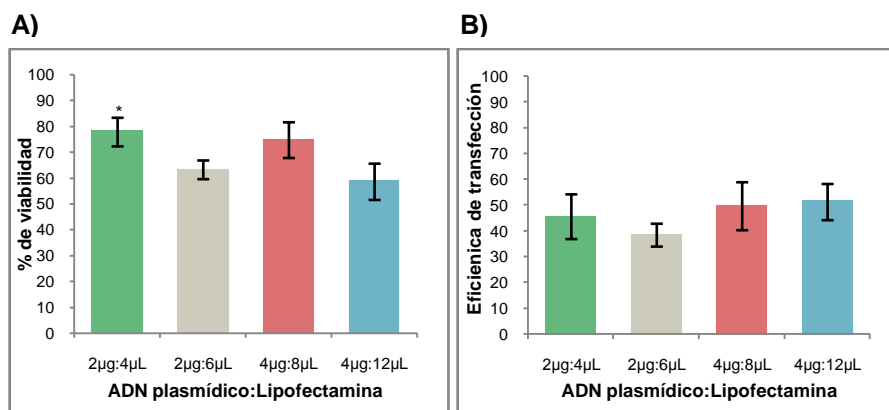 A)
% de viabilidad
100
90
80
70
60
50
40
30
20
10
0
*
2µg:4µL 2µg:6µL 4µg:8µL 4µg:12µL
ADN plasmídico:Lipofectamina
B)
Eficienica de transfección
100
90
80
70
60
50
40
30
20
10
0
2µg:4µL 2µg:6µL 4µg:8µL 4µg:12µL
ADN plasmídico:Lipofectamina